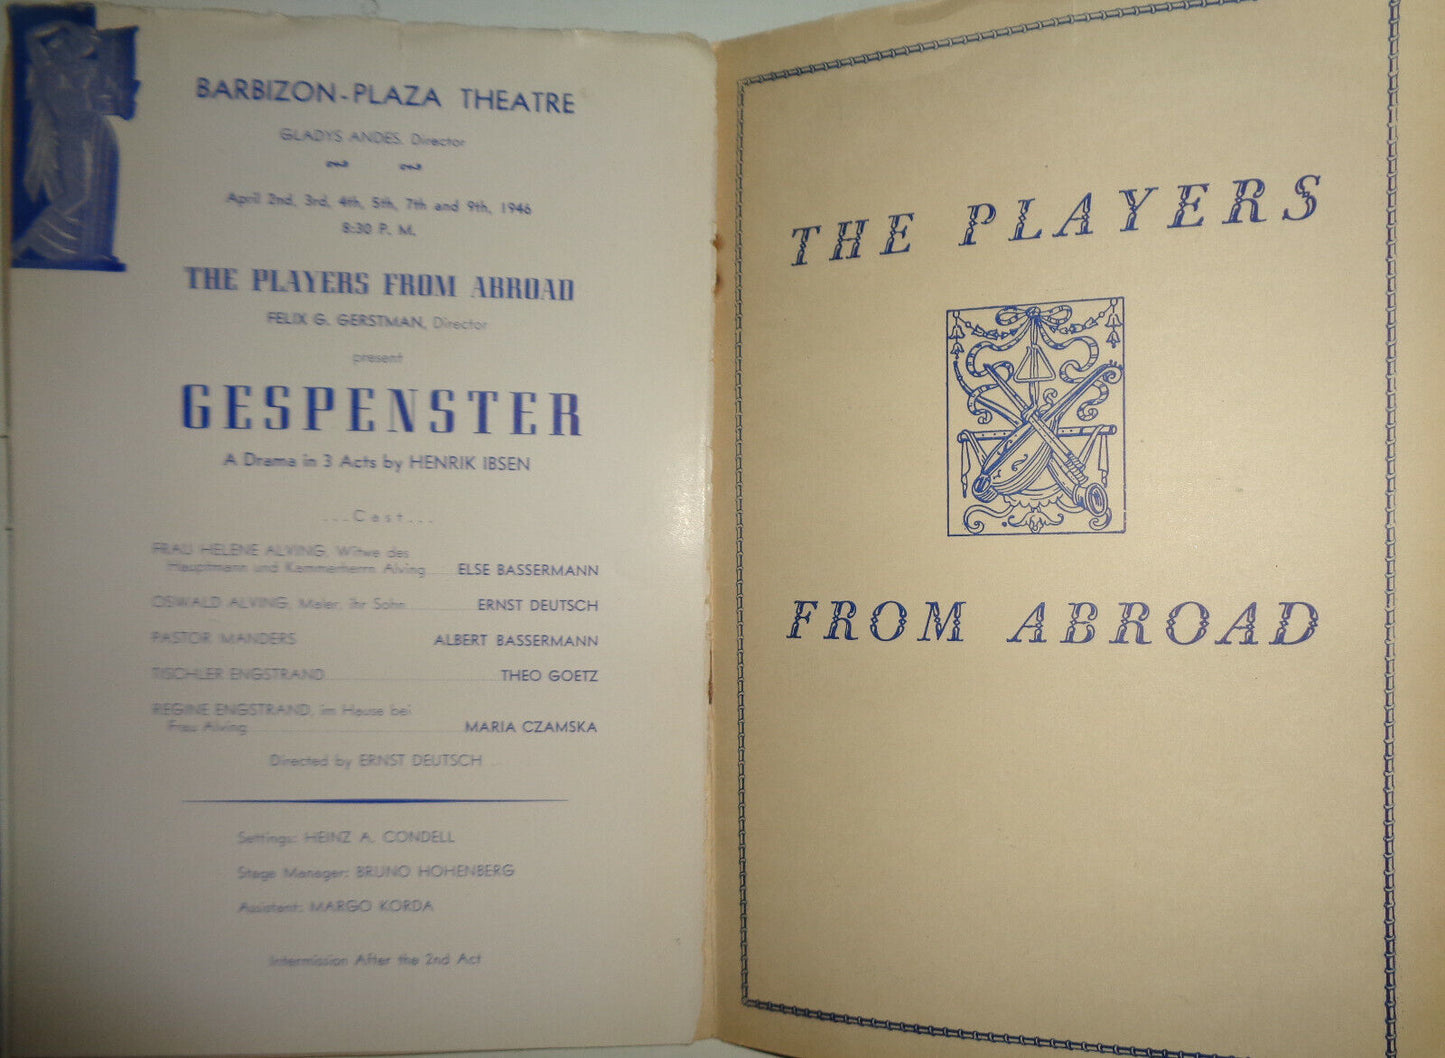 BARBIZON-PLAZA THEATRE
GLADYS ANDES, Director
April 2nd, 3rd, 4th, 5th, 7th and 9th, 1946
8:30 P. M.
THE PLAYERS FROM ABROAD
FELIX G. GERSTMAN, Director
present
GESPENSTER
A Drama in 3 Acts by HENRIK IBSEN
...Cast...
FRAU HELENE ALVING, Witwe des
Hauptmann und Kammerherrn Alving ELSE BASSERMANN
OSWALD ALVING, Maler, ihr Sohn ERNST DEUTSCH
PASTOR MANDERS ALBERT BASSERMANN
TISCHLER ENGSTRAND THEO GOETZ
REGINE ENGSTRAND, im Hause bei
Frau Alving MARIA CZAMSKA
Directed by ERNST DEUTSCH
Settings: HEINZ A. CONDELL
Stage Manager: BRUNO HOHENBERG
Assistent: MARGO KORDA
Intermission After the 2nd Act
THE PLAYERS
FROM ABROAD